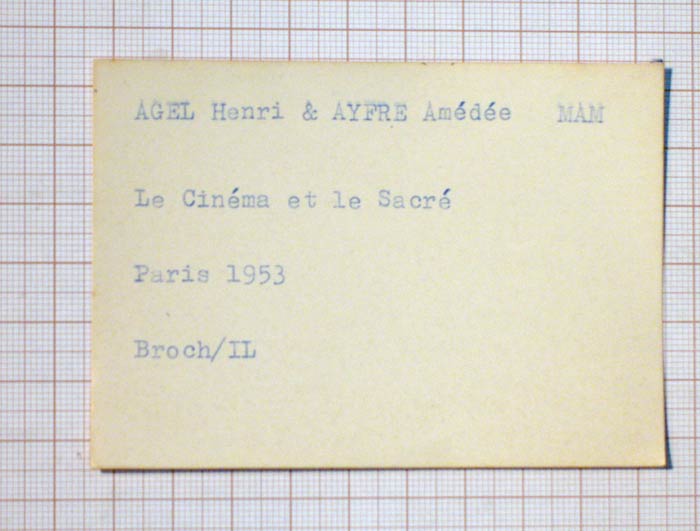 AGEL Henri & AYFRE Amédée MAM
Le Cinéma et le Sacré
Paris 1953
Broch/IL